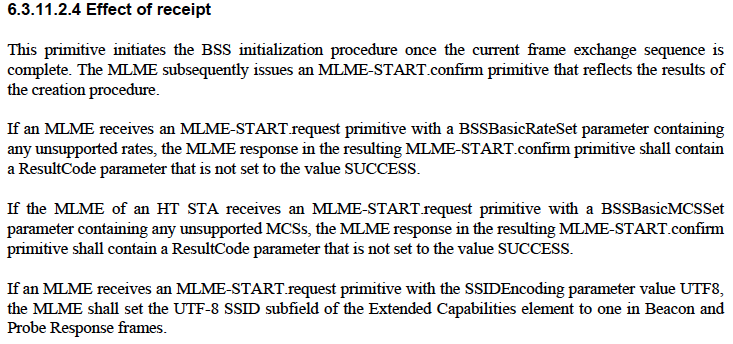 6.3.11.2.4 Effect of receipt
This primitive initiates the BSS initialization procedure once the current frame exchange sequence is
complete. The MLME subsequently issues an MLME-START.confirm primitive that reflects the results of
the creation procedure.
If an MLME receives an MLME-START.request primitive with a BSSBasicRateSet parameter containing
any unsupported rates, the MLME response in the resulting MLME-START.confirm primitive shall contain
a ResultCode parameter that is not set to the value SUCCESS.
If the MLME of an HT STA receives an MLME-START.request primitive with a BSSBasicMCSSet
parameter containing any unsupported MCSs, the MLME response in the resulting MLME-START.confirm
primitive shall contain a ResultCode parameter that is not set to the value SUCCESS.
If an MLME receives an MLME-START.request primitive with the SSIDEncoding parameter value UTF8,
the MLME shall set the UTF-8 SSID subfield of the Extended Capabilities element to one in Beacon and
Probe Response frames.